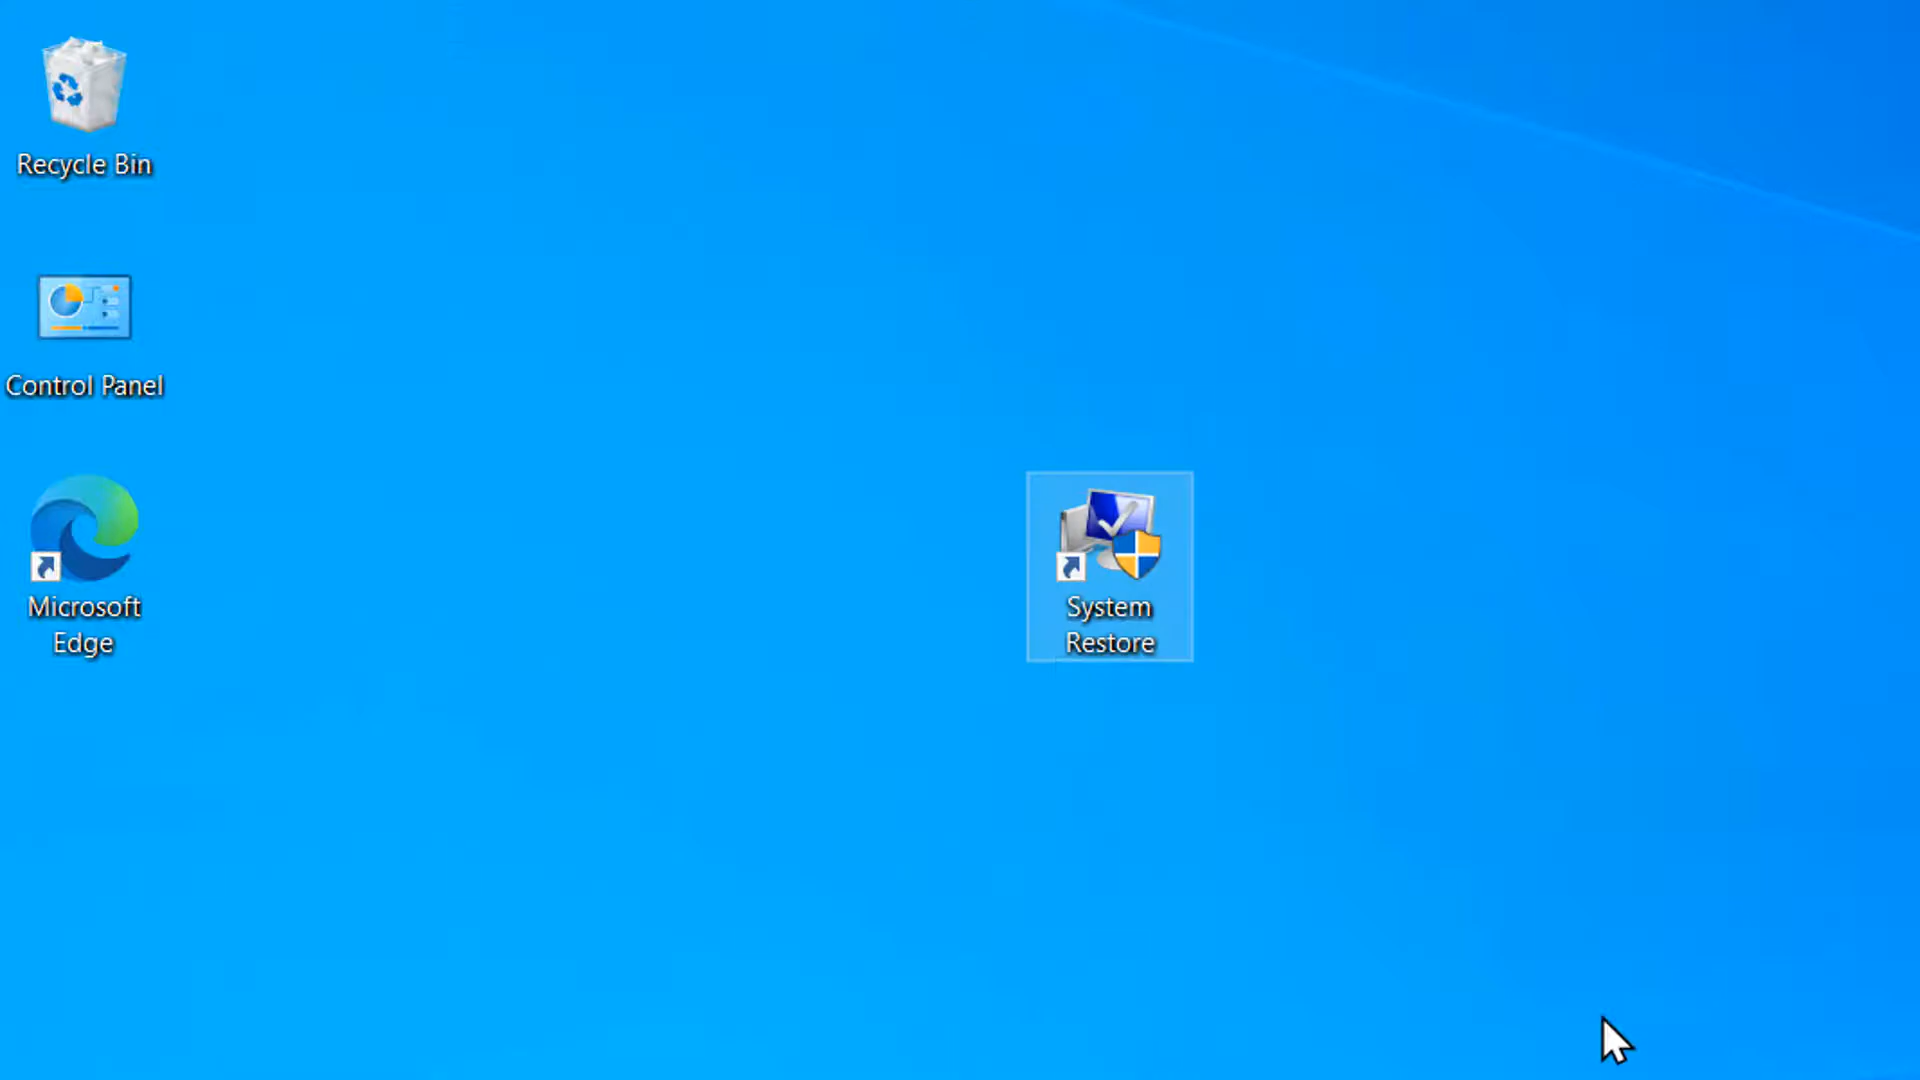 Recycle Bin
Control Panel
Microsoft
Edge
System
Restore